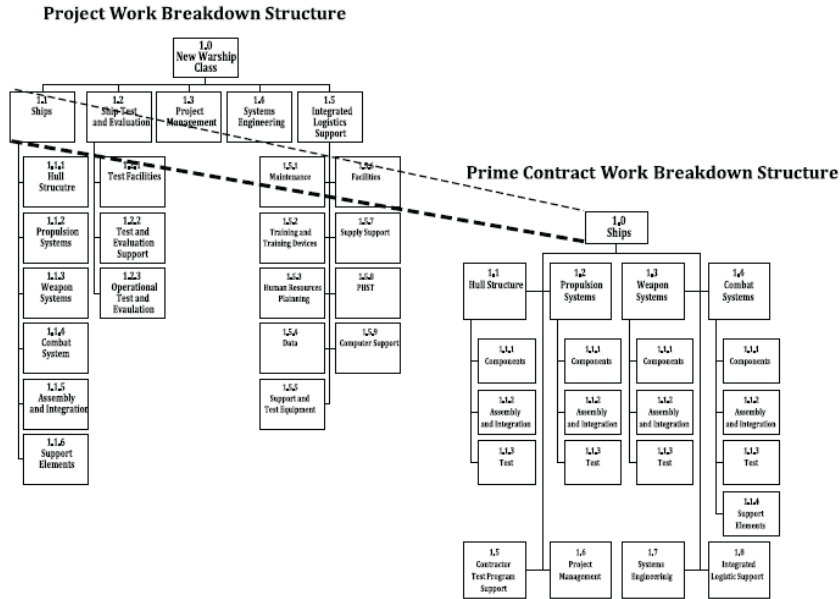 Project Work Breakdown Structure
1.0
New Warship
Class
1.1
Ships
1.2
Ship Test
and Evaluation
1.3
Project
Management
1.4
Systems
Engineering
1.5
Integrated
Logistics
Support
1.1.1
Hull
Strucutre
1.1.2
Propulsion
Systems
1.1.3
Weapon
Systems
1.1.4
Combat
System
1.1.5
Assembly
and Integration
1.1.6
Support
Elements
1.2.1
Test Facilities
1.2.2
Test and
Evaluation
Support
1.2.3
Operational
Test and
Evaulation
1.5.1
Maintenance
1.5.2
Training and
Training Devices
1.5.3
Human Resources
Planning
1.5.4
Data
1.5.5
Support and
Test Equipment
1.5.6
Facilities
1.5.7
Supply Support
1.5.8
PHST
1.5.9
Computer Support
Prime Contract Work Breakdown Structure
1.0
Ships
1.1
Hull Structure
1.2
Propulsion
Systems
1.3
Weapon
Systems
1.4
Combat
Systems
1.1.1
Components
1.1.2
Assembly
and Integration
1.1.3
Test
1.1.1
Components
1.1.2
Assembly
and Integration
1.1.3
Test
1.1.1
Components
1.1.2
Assembly
and Integration
1.1.3
Test
1.1.1
Components
1.1.2
Assembly
and Integration
1.1.3
Test
1.1.4
Support
Elements
1.5
Contractor
Test Program
Support
1.6
Project
Management
1.7
Systems
Engineerinig
1.8
Integrated
Logistic Support